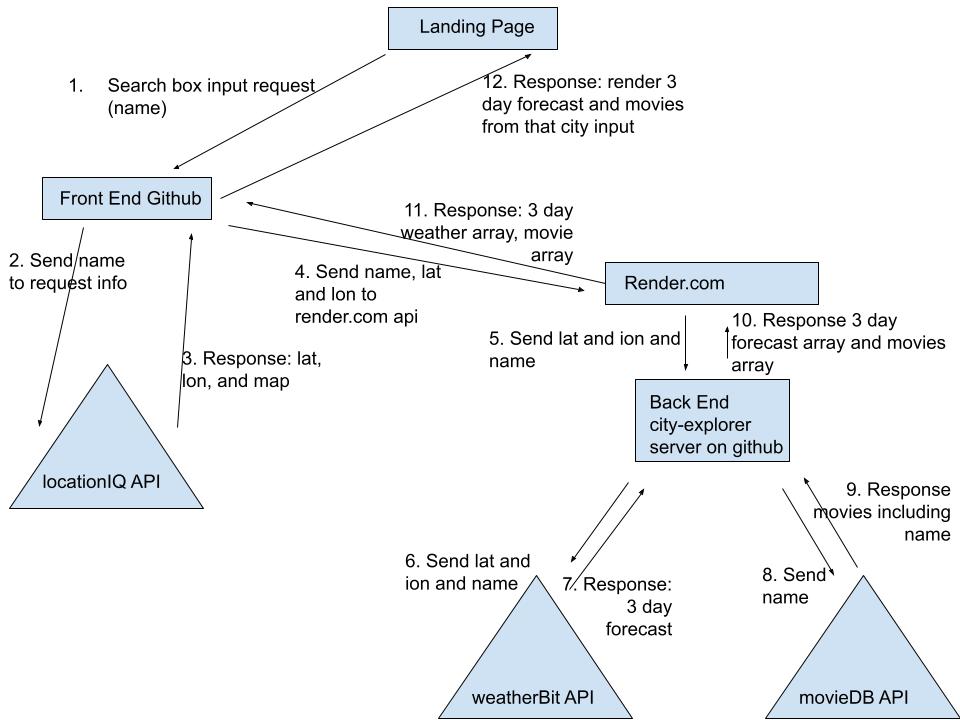 Landing Page
1. Search box input request
(name)
12. Response: render 3
day forecast and movies
from that city input
Front End Github
11. Response: 3 day
weather array, movie
array
2. Send name
to request info
4. Send name, lat
and lon to
render.com api
Render.com
3. Response: lat,
lon, and map
5. Send lat and ion and
name
10. Response 3 day
forecast array and movies
array
Back End
city-explorer
server on github
locationIQ API
9. Response
movies including
name
6. Send lat and
ion and name
7. Response:
3 day
forecast
8. Send
name
weatherBit API
movieDB API